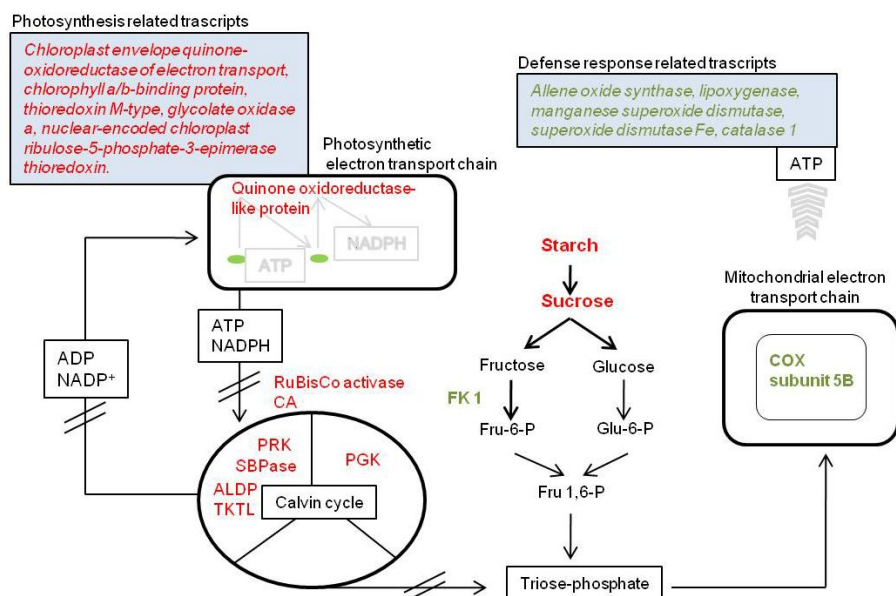 Photosynthesis related trascripts
Chloroplast envelope quinone-
oxidoreductase of electron transport,
chlorophyll a/b-binding protein,
thioredoxin M-type, glycolate oxidase
a, nuclear-encoded chloroplast
ribulose-5-phosphate-3-epimerase
thioredoxin.
Defense response related trascripts
Allene oxide synthase, lipoxygenase,
manganese superoxide dismutase,
superoxide dismutase Fe, catalase 1
ATP
Photosynthetic
electron transport chain
Quinone oxidoreductase-
like protein
ATP
NADPH
Starch
Sucrose
Mitochondrial electron
transport chain
COX
subunit 5B
ADP
NADP+
ATP
NADPH
Fructose
Glucose
FK 1
Fru-6-P
Glu-6-P
Fru 1,6-P
RuBisCo activase
CA
PRK
SBPase
PGK
ALDP
TKTL
Calvin cycle
Triose-phosphate